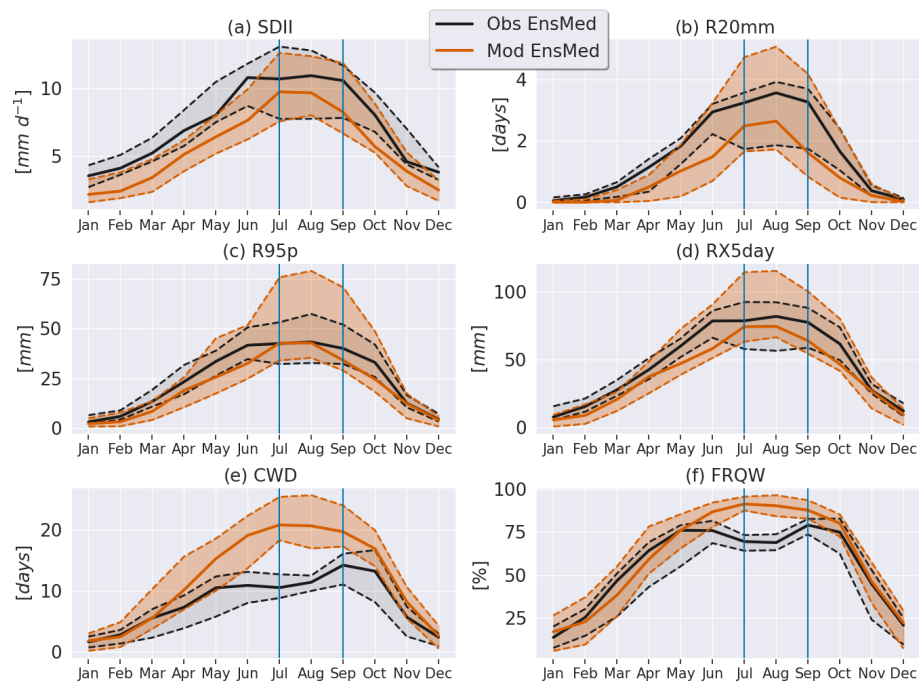 Obs EnsMed
Mod EnsMed
(a) SDII
[mm d⁻¹]
10
5
Jan Feb Mar Apr May Jun Jul Aug Sep Oct Nov Dec
(b) R20mm
[days]
4
2
0
Jan Feb Mar Apr May Jun Jul Aug Sep Oct Nov Dec
(c) R95p
[mm]
75
50
25
0
Jan Feb Mar Apr May Jun Jul Aug Sep Oct Nov Dec
(d) RX5day
[mm]
100
50
0
Jan Feb Mar Apr May Jun Jul Aug Sep Oct Nov Dec
(e) CWD
[days]
20
10
0
Jan Feb Mar Apr May Jun Jul Aug Sep Oct Nov Dec
(f) FRQW
[%]
100
75
50
25
Jan Feb Mar Apr May Jun Jul Aug Sep Oct Nov Dec